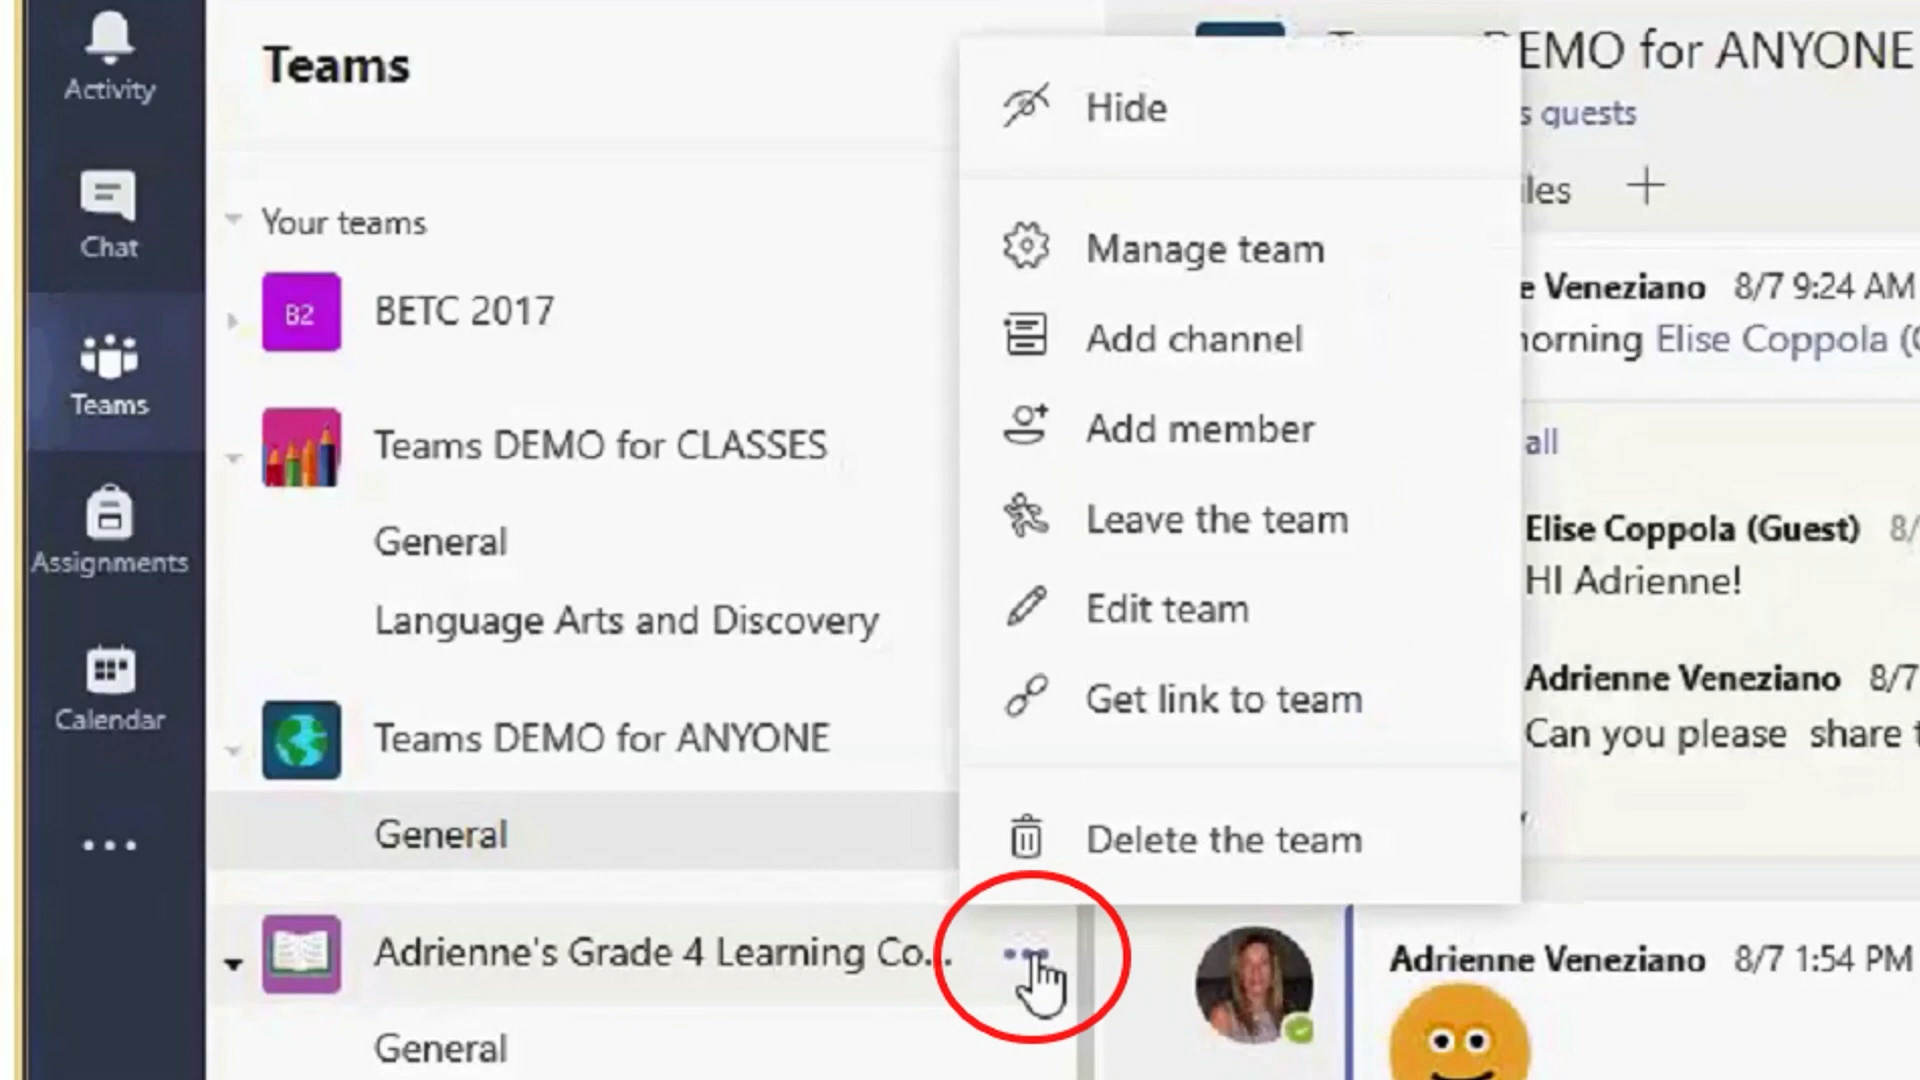 Activity
Chat
Teams
Assignments
Calendar
Teams
Your teams
B2 BETC 2017
Teams DEMO for CLASSES
General
Language Arts and Discovery
Teams DEMO for ANYONE
General
Adrienne's Grade 4 Learning Co...
General
Hide
Manage team
Add channel
Add member
Leave the team
Edit team
Get link to team
Delete the team
EMO for ANYONE
s guests
les +
e Veneziano 8/7 9:24 AM
orning Elise Coppola (
all
Elise Coppola (Guest) 8/
HI Adrienne!
Adrienne Veneziano 8/7
Can you please share t
Adrienne Veneziano 8/7 1:54 PM